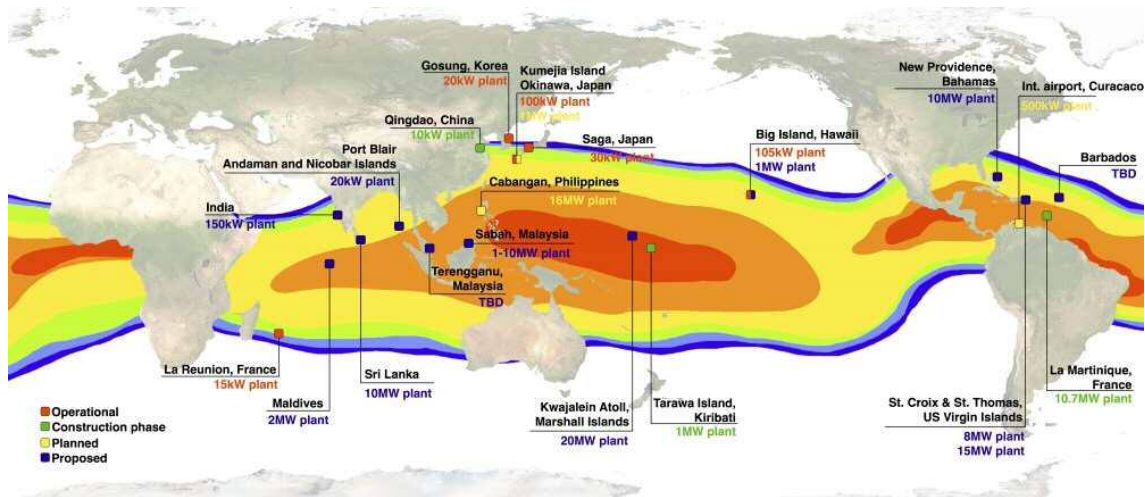 Gosung, Korea
20kW plant
Kumejia Island
Okinawa, Japan
100kW plant
1MW plant
Qingdao, China
10kW plant
Saga, Japan
30kW plant
Port Blair
Andaman and Nicobar Islands
20kW plant
India
150kW plant
Cabangan, Philippines
16MW plant
Sabah, Malaysia
1-10MW plant
Terengganu,
Malaysia
TBD
Big Island, Hawaii
105kW plant
1MW plant
New Providence,
Bahamas
10MW plant
Int. airport, Curacaco
500kW plant
Barbados
TBD
La Reunion, France
15kW plant
Maldives
2MW plant
Sri Lanka
10MW plant
Kwajalein Atoll,
Marshall Islands
20MW plant
Tarawa Island,
Kiribati
1MW plant
St. Croix & St. Thomas,
US Virgin Islands
8MW plant
15MW plant
La Martinique,
France
10.7MW plant
Operational
Construction phase
Planned
Proposed